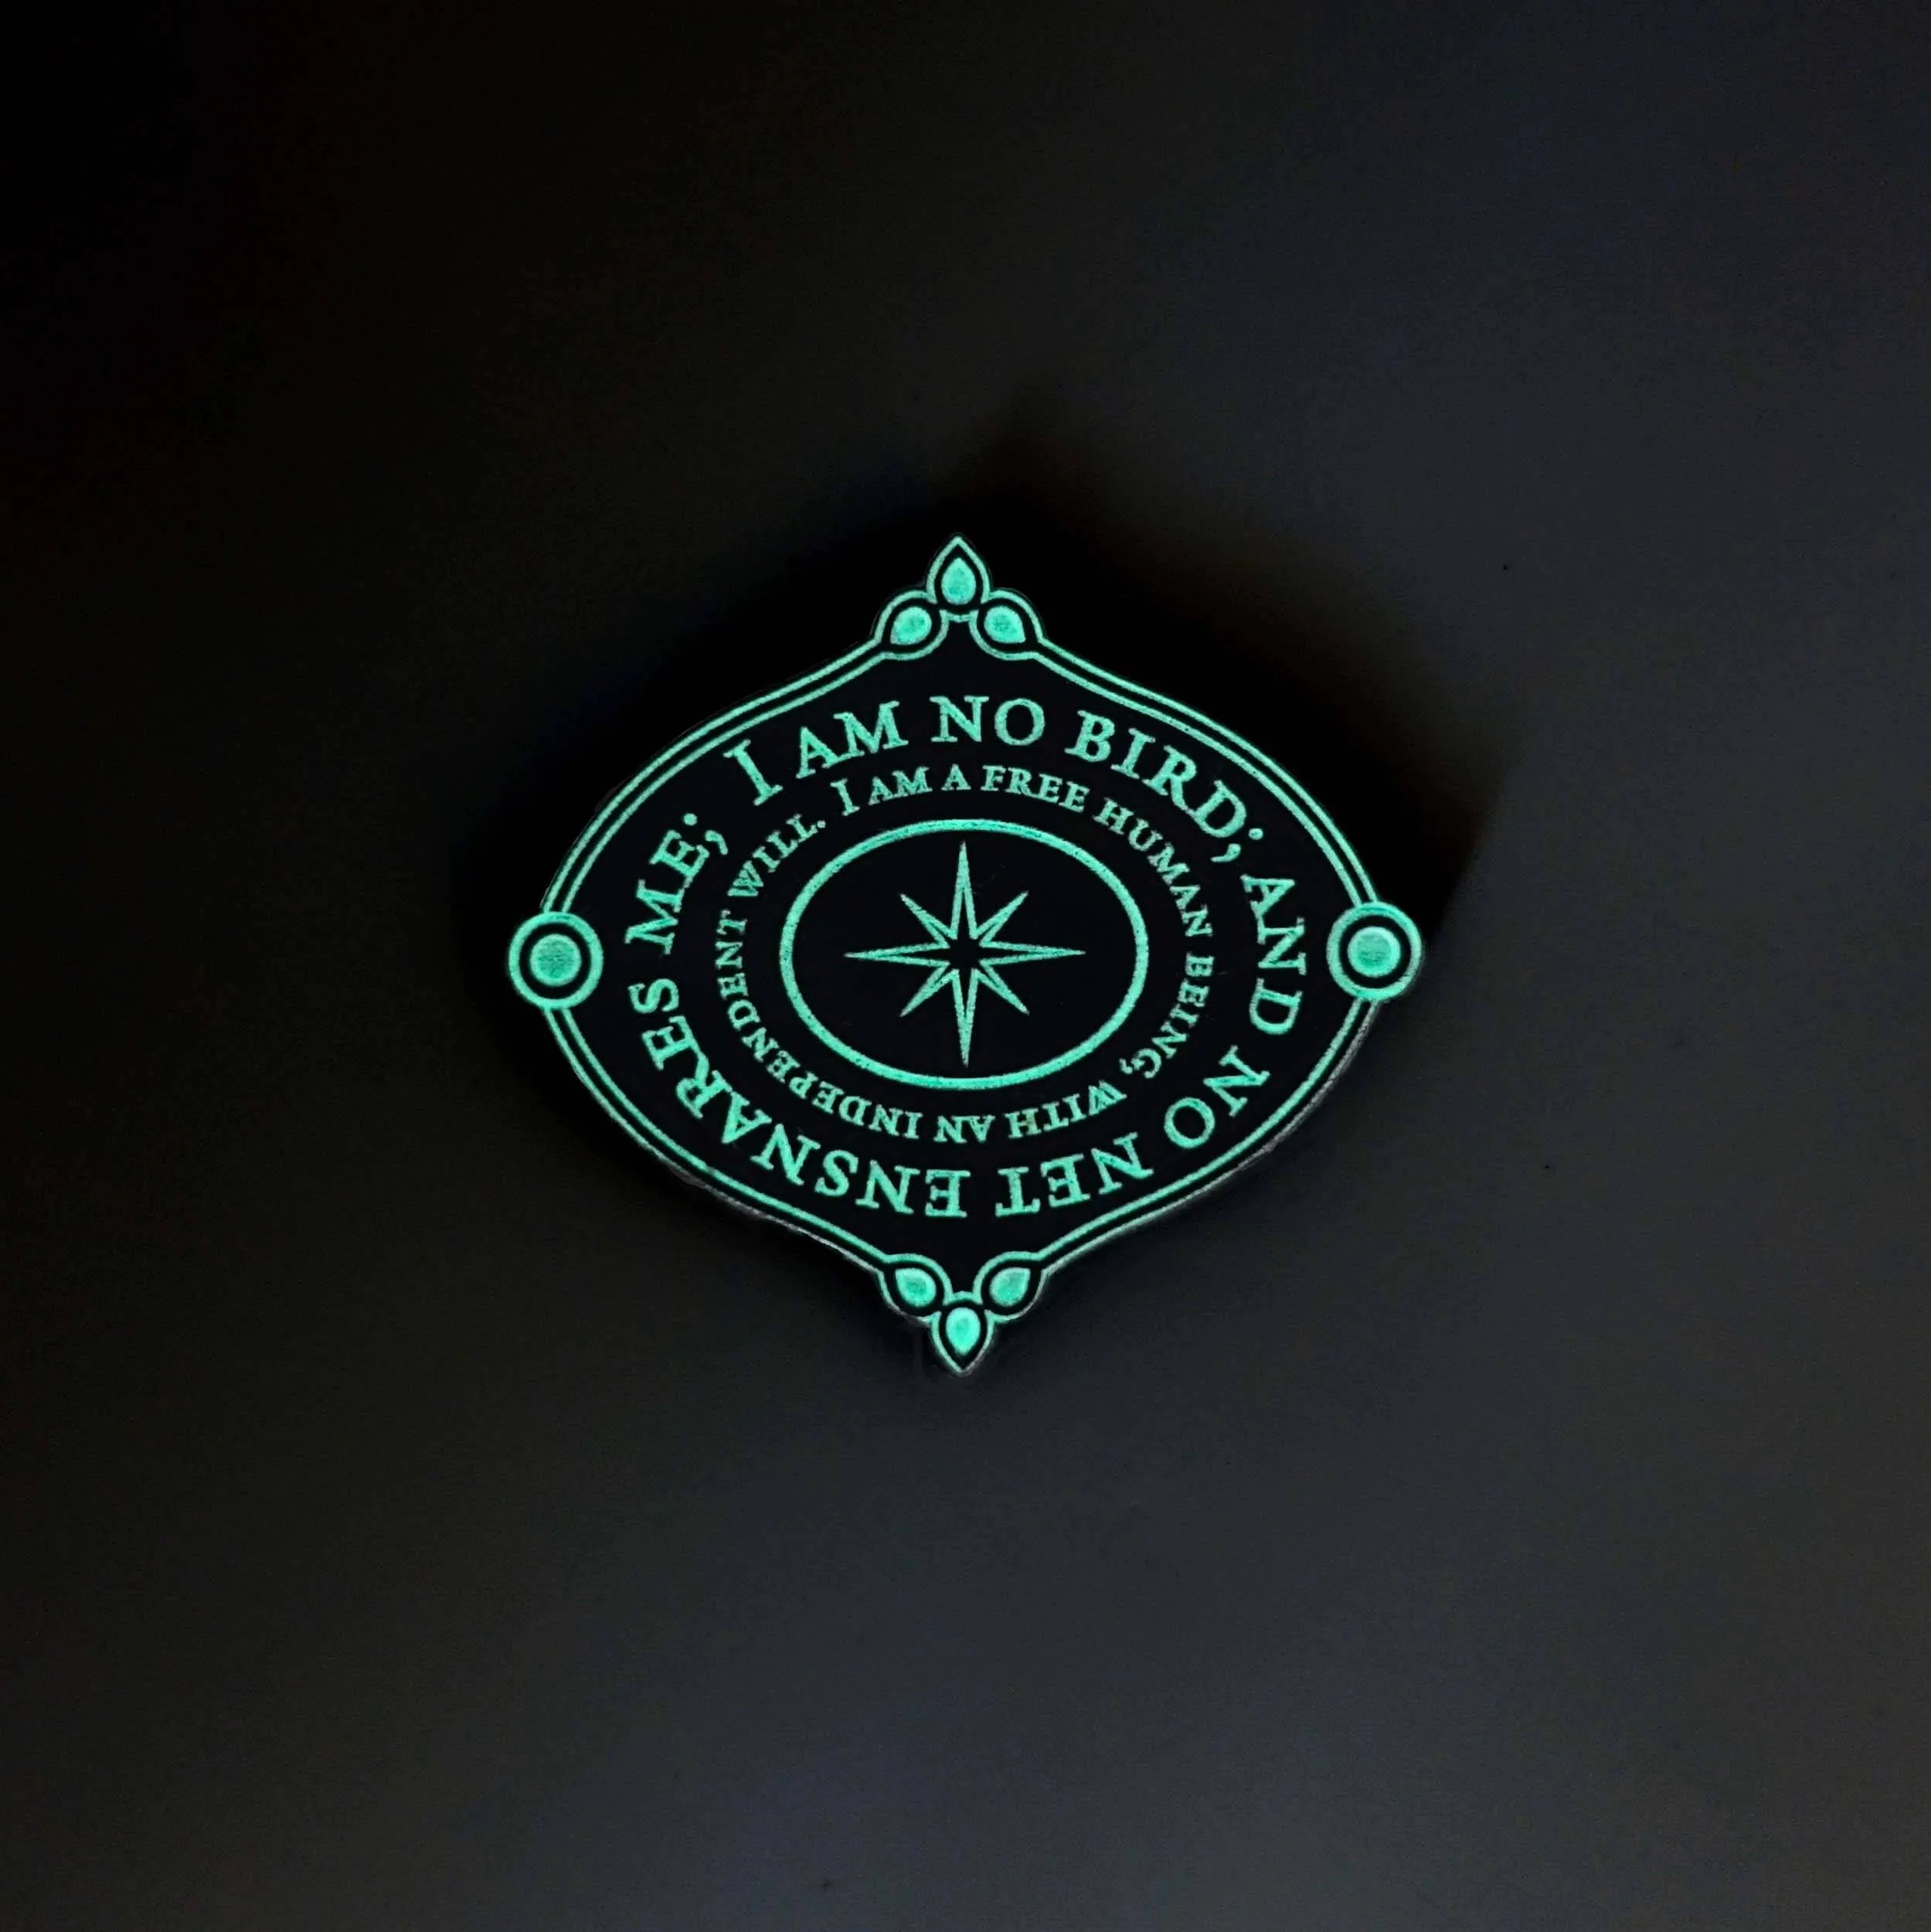 I AM NO BIRD; AND NO NET ENSNARES ME;
I AM A FREE HUMAN BEING, WITH AN INDEPENDENT WILL.